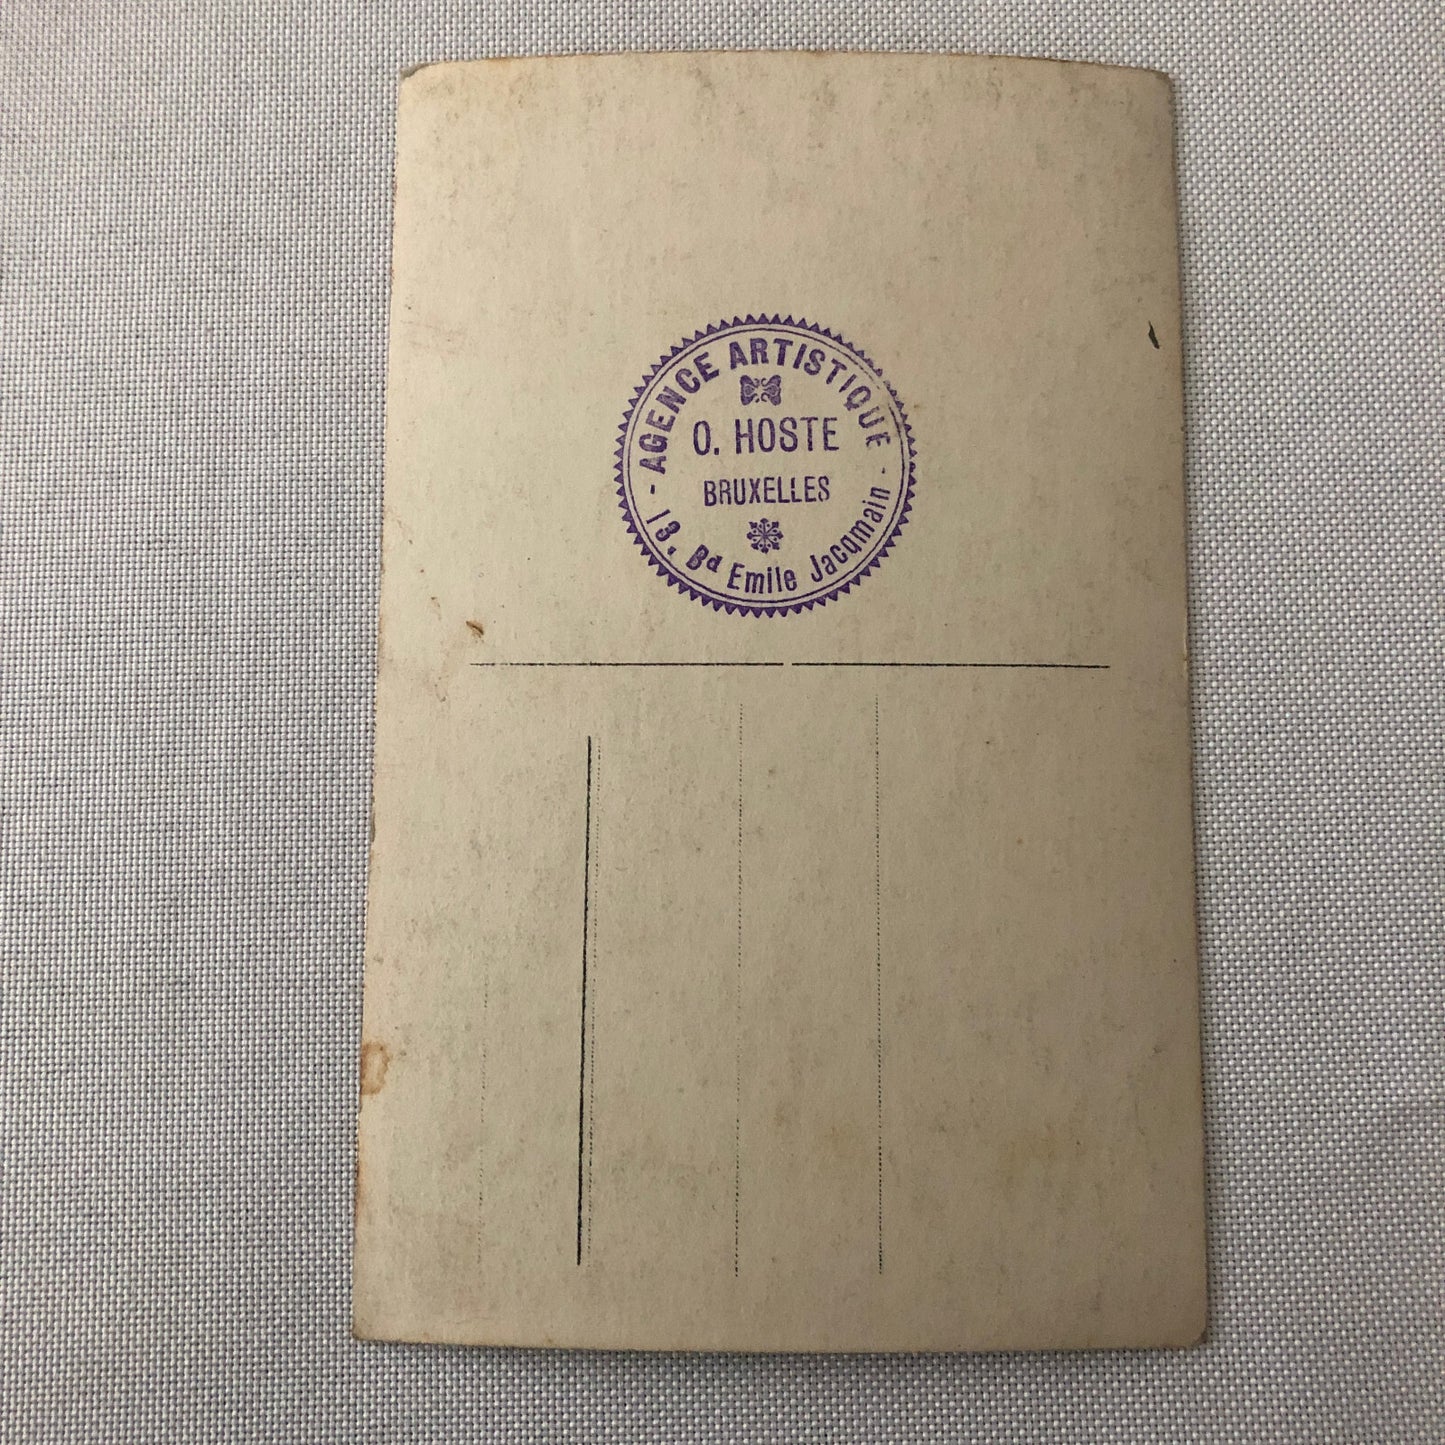 - AGENCE ARTISTIQUE -
O. HOSTE
BRUXELLES
13, Bd Emile Jacqmain